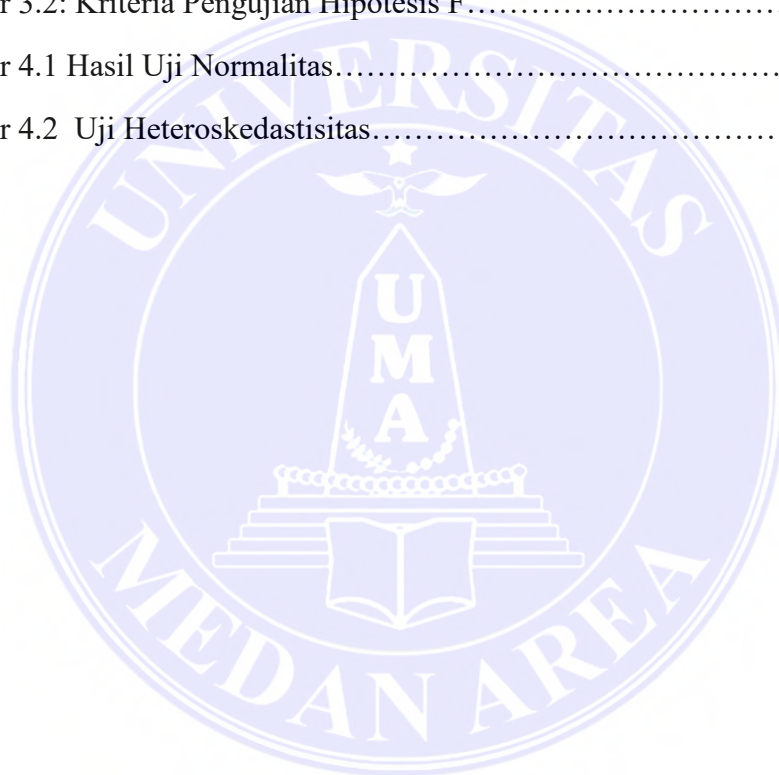 r 3.2: Kriteria Pengujian Hipotesis F……………………………
r 4.1 Hasil Uji Normalitas………………………………………
r 4.2  Uji Heteroskedastisitas……………………………………
UNIVERSITAS
U
M
A
MEDAN AREA